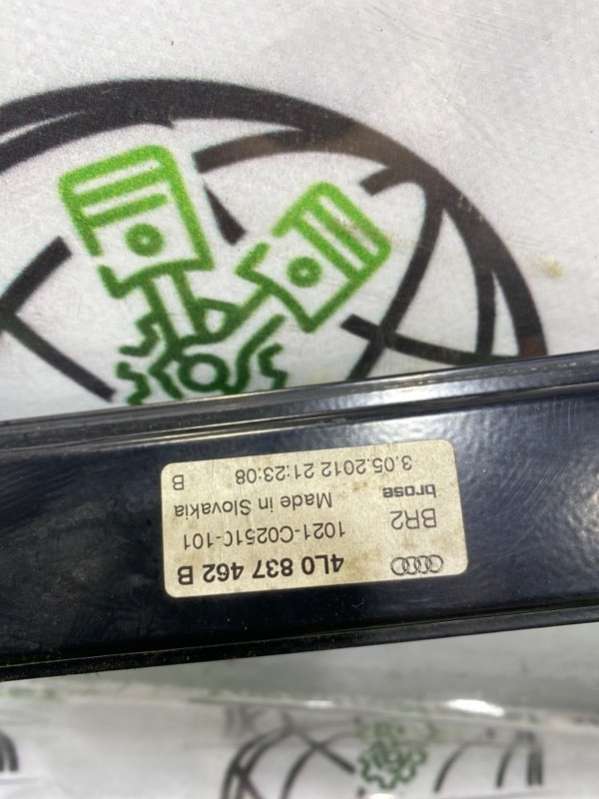 4L0 837 462 B
1021-C0251C-101
BR2
Made in Slovakia
brose
3.05.2012 21:23:08
B